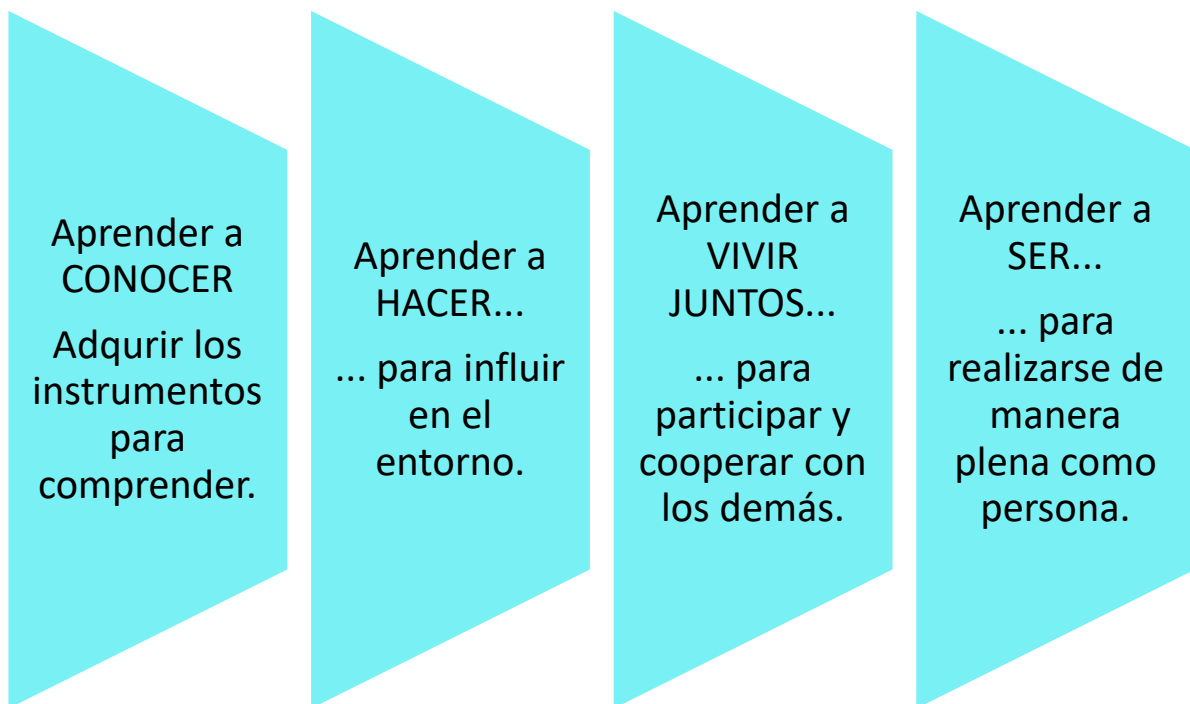 Aprender a
CONOCER
Adqurir los
instrumentos
para
comprender.
Aprender a
HACER...
... para influir
en el
entorno.
Aprender a
VIVIR
JUNTOS...
... para
participar y
cooperar con
los demás.
Aprender a
SER...
... para
realizarse de
manera
plena como
persona.